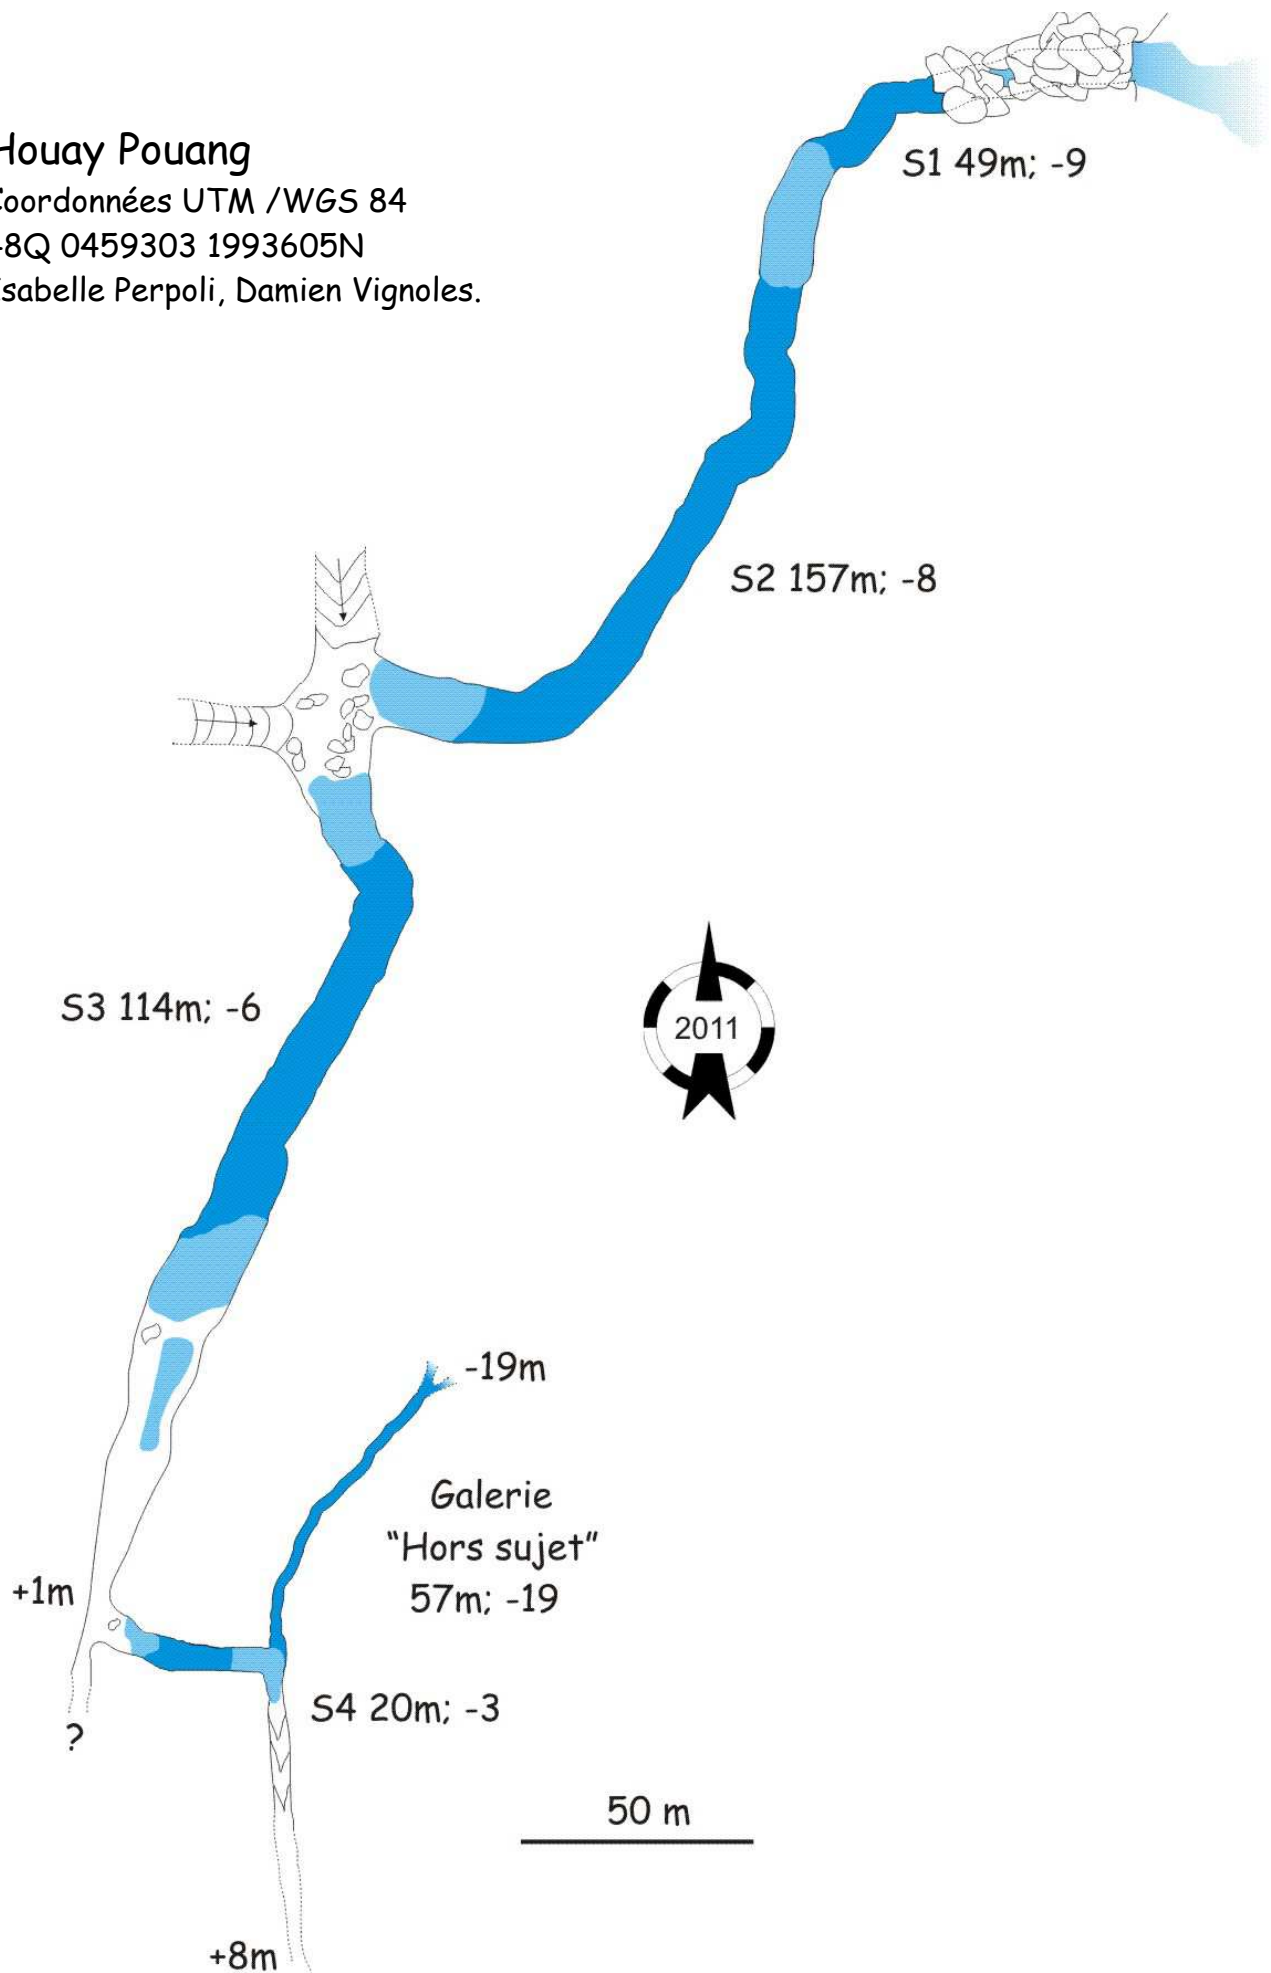 Houay Pouang
Coordonnées UTM /WGS 84
48Q 0459303 1993605N
Isabelle Perpoli, Damien Vignoles.
S1 49m; -9
S2 157m; -8
S3 114m; -6
2011
-19m
Galerie
"Hors sujet"
57m; -19
+1m
S4 20m; -3
?
50 m
+8m